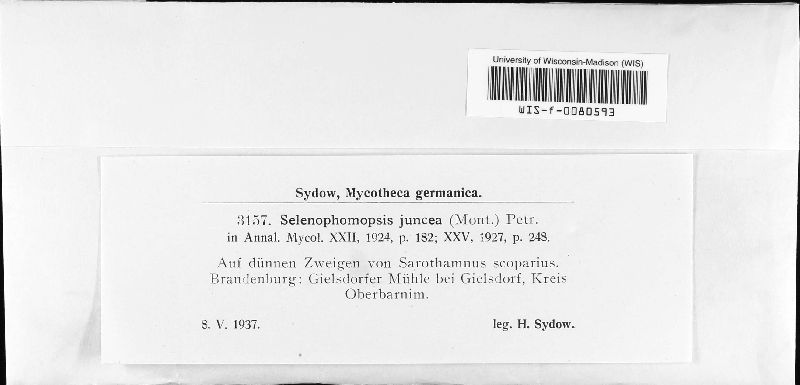 University of Wisconsin-Madison (WIS)
WIS-f-0080593
Sydow, Mycotheca germanica.
3157. Selenophomopsis juncea (Mont.) Petr.
in Annal. Mycol. XXII, 1924, p. 182; XXV, 1927, p. 248.
Auf dünnen Zweigen von Sarothamnus scoparius.
Brandenburg: Gielsdorfer Mühle bei Gielsdorf, Kreis
Oberbarnim.
8. V. 1937. leg. H. Sydow.